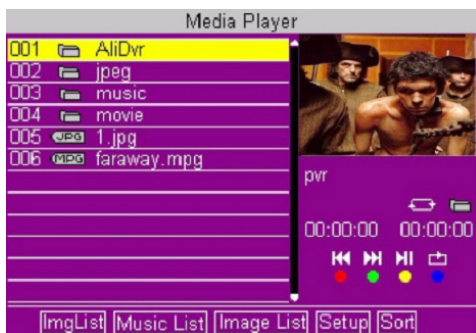 Media Player
001 AliDvr
002 jpeg
003 music
004 movie
005 JPG 1.jpg
006 MPG faraway.mpg
pvr
00:00:00 00:00:00
ImgList Music List Image List Setup Sort